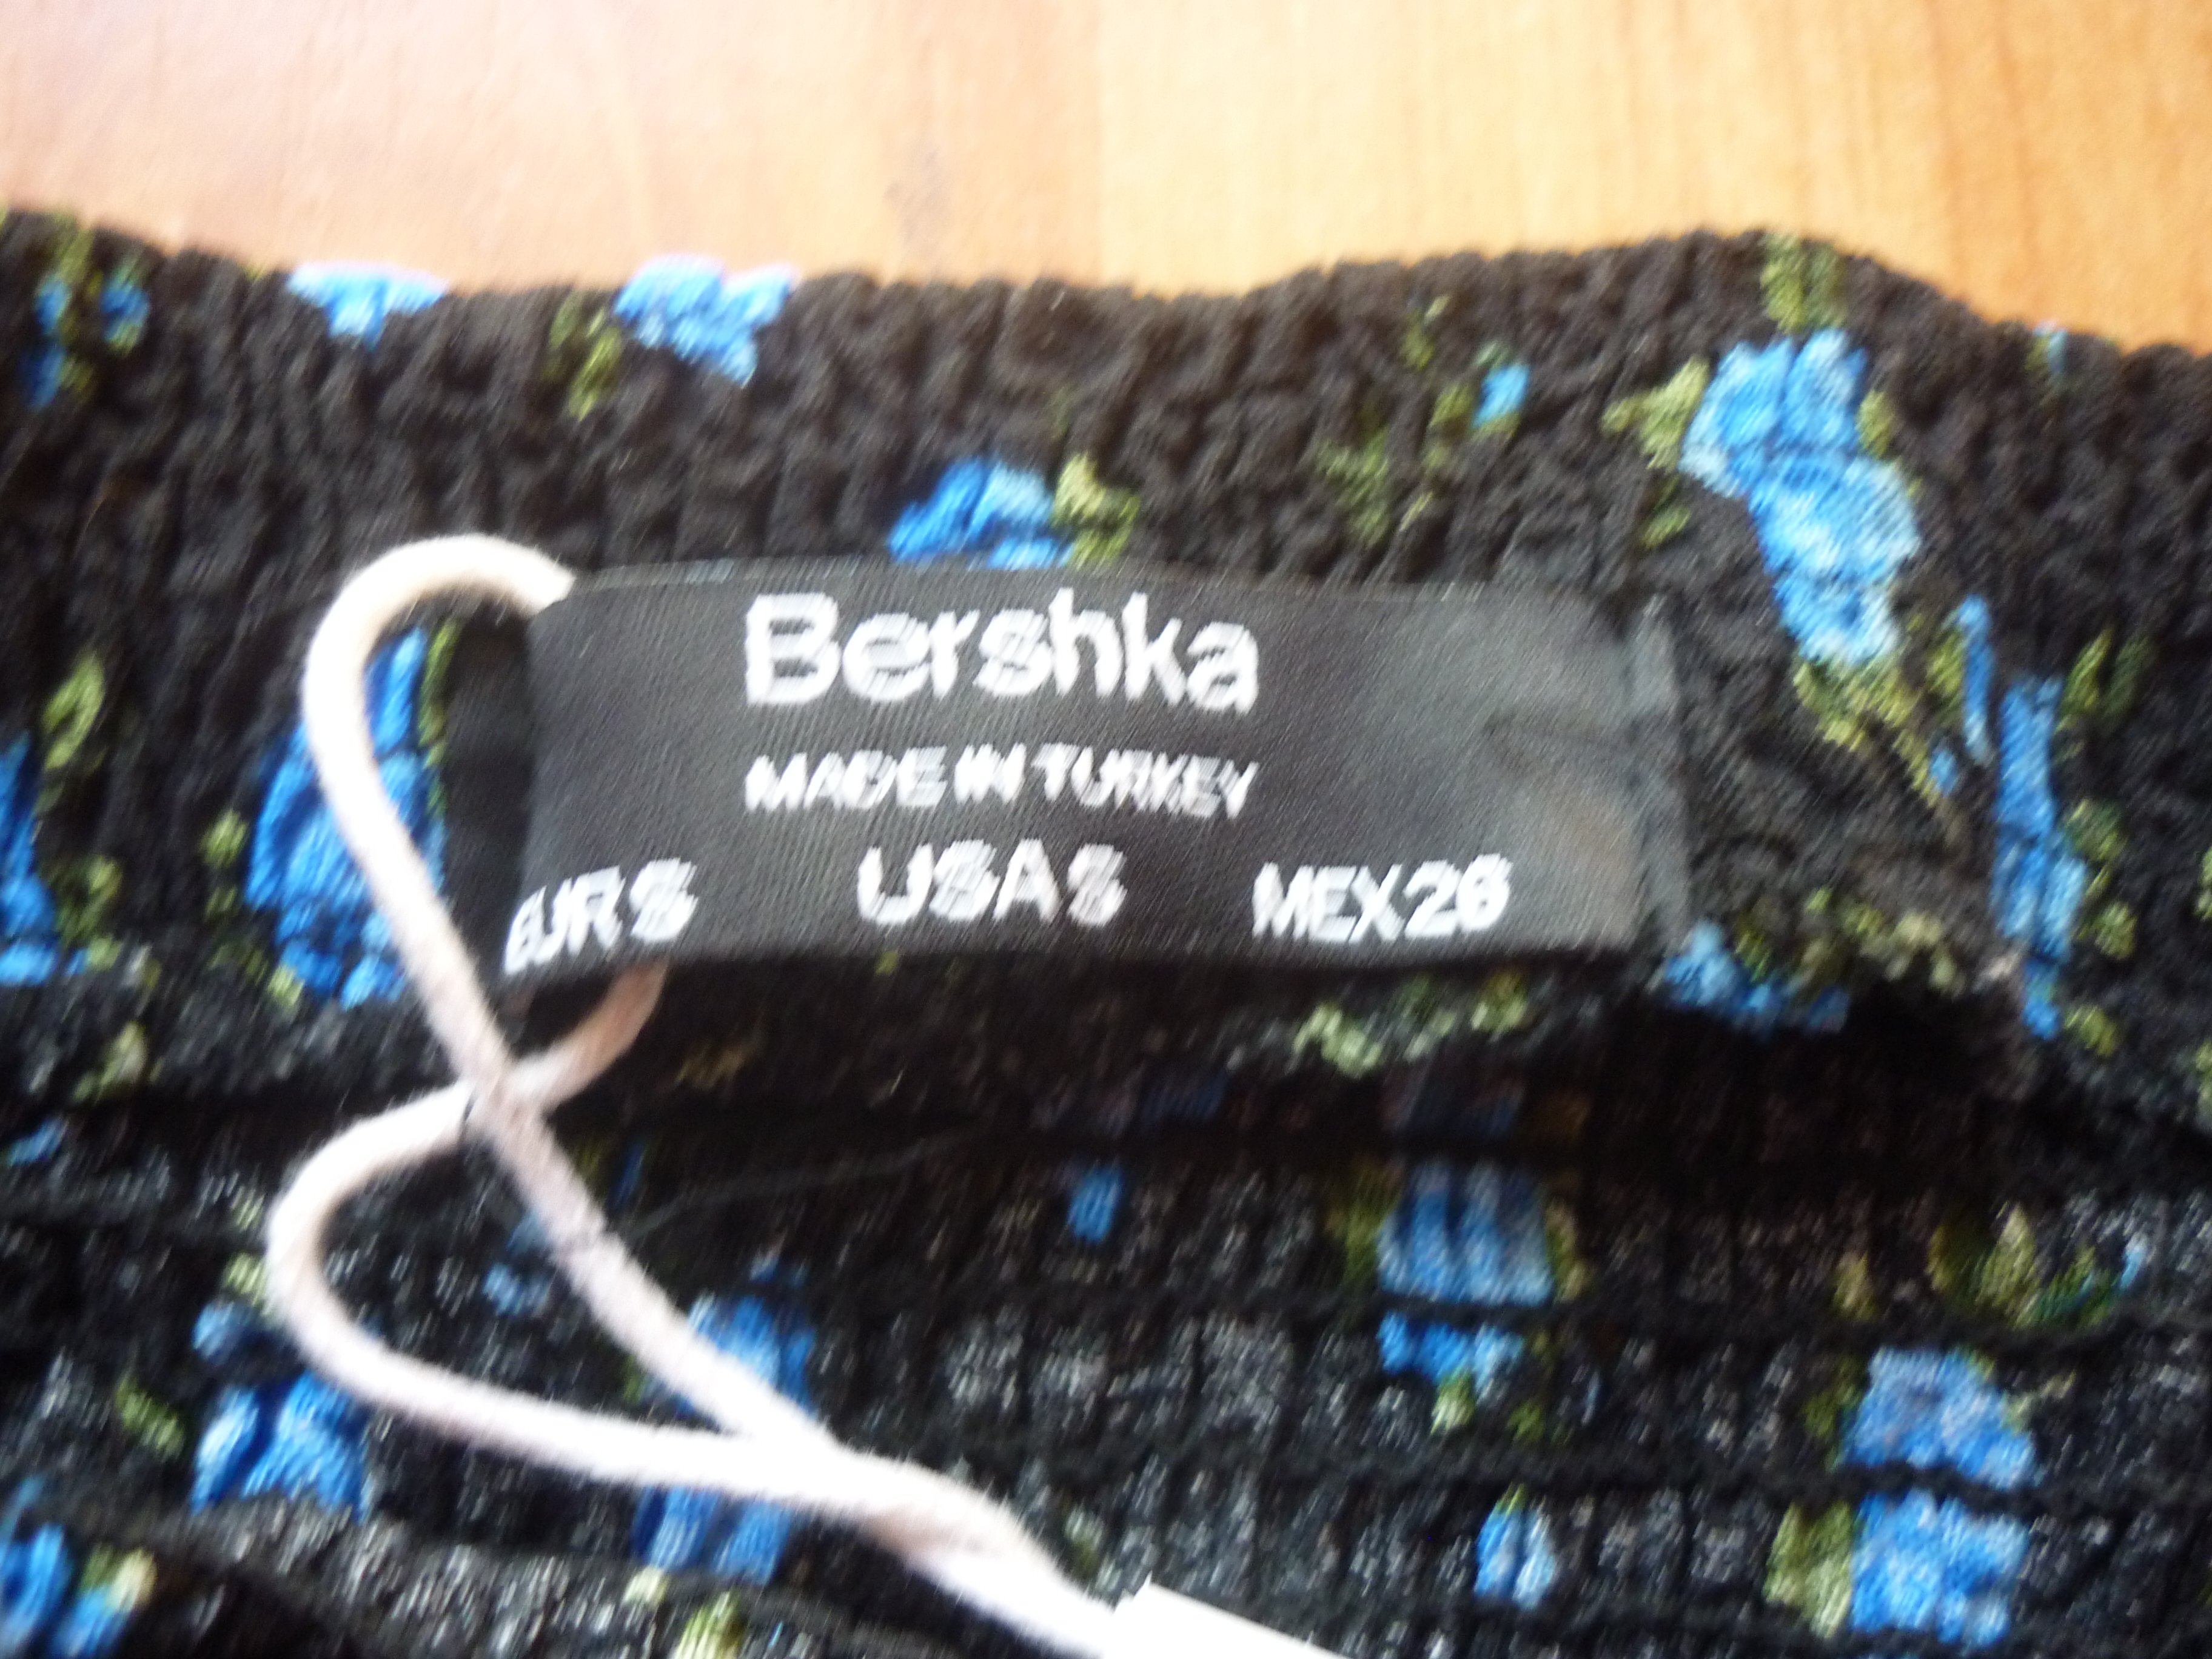 Bershka
MADE IN TURKEY
EUR S USA S MEX 26